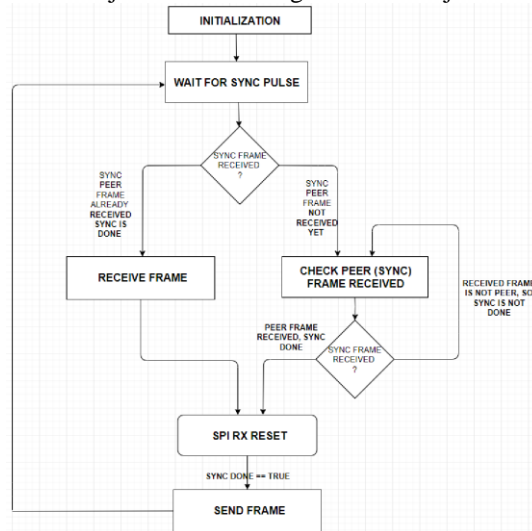 INITIALIZATION
WAIT FOR SYNC PULSE
SYNC FRAME
RECEIVED
?
SYNC
PEER
FRAME
ALREADY
RECEIVED
SYNC IS
DONE
SYNC
PEER
FRAME
NOT
RECEIVED
YET
RECEIVE FRAME
CHECK PEER (SYNC)
FRAME RECEIVED
RECEIVED FRAME
IS NOT PEER, SO
SYNC IS NOT
DONE
PEER FRAME
RECEIVED, SYNC
DONE
SYNC FRAME
RECEIVED
?
SPI RX RESET
SYNC DONE == TRUE
SEND FRAME